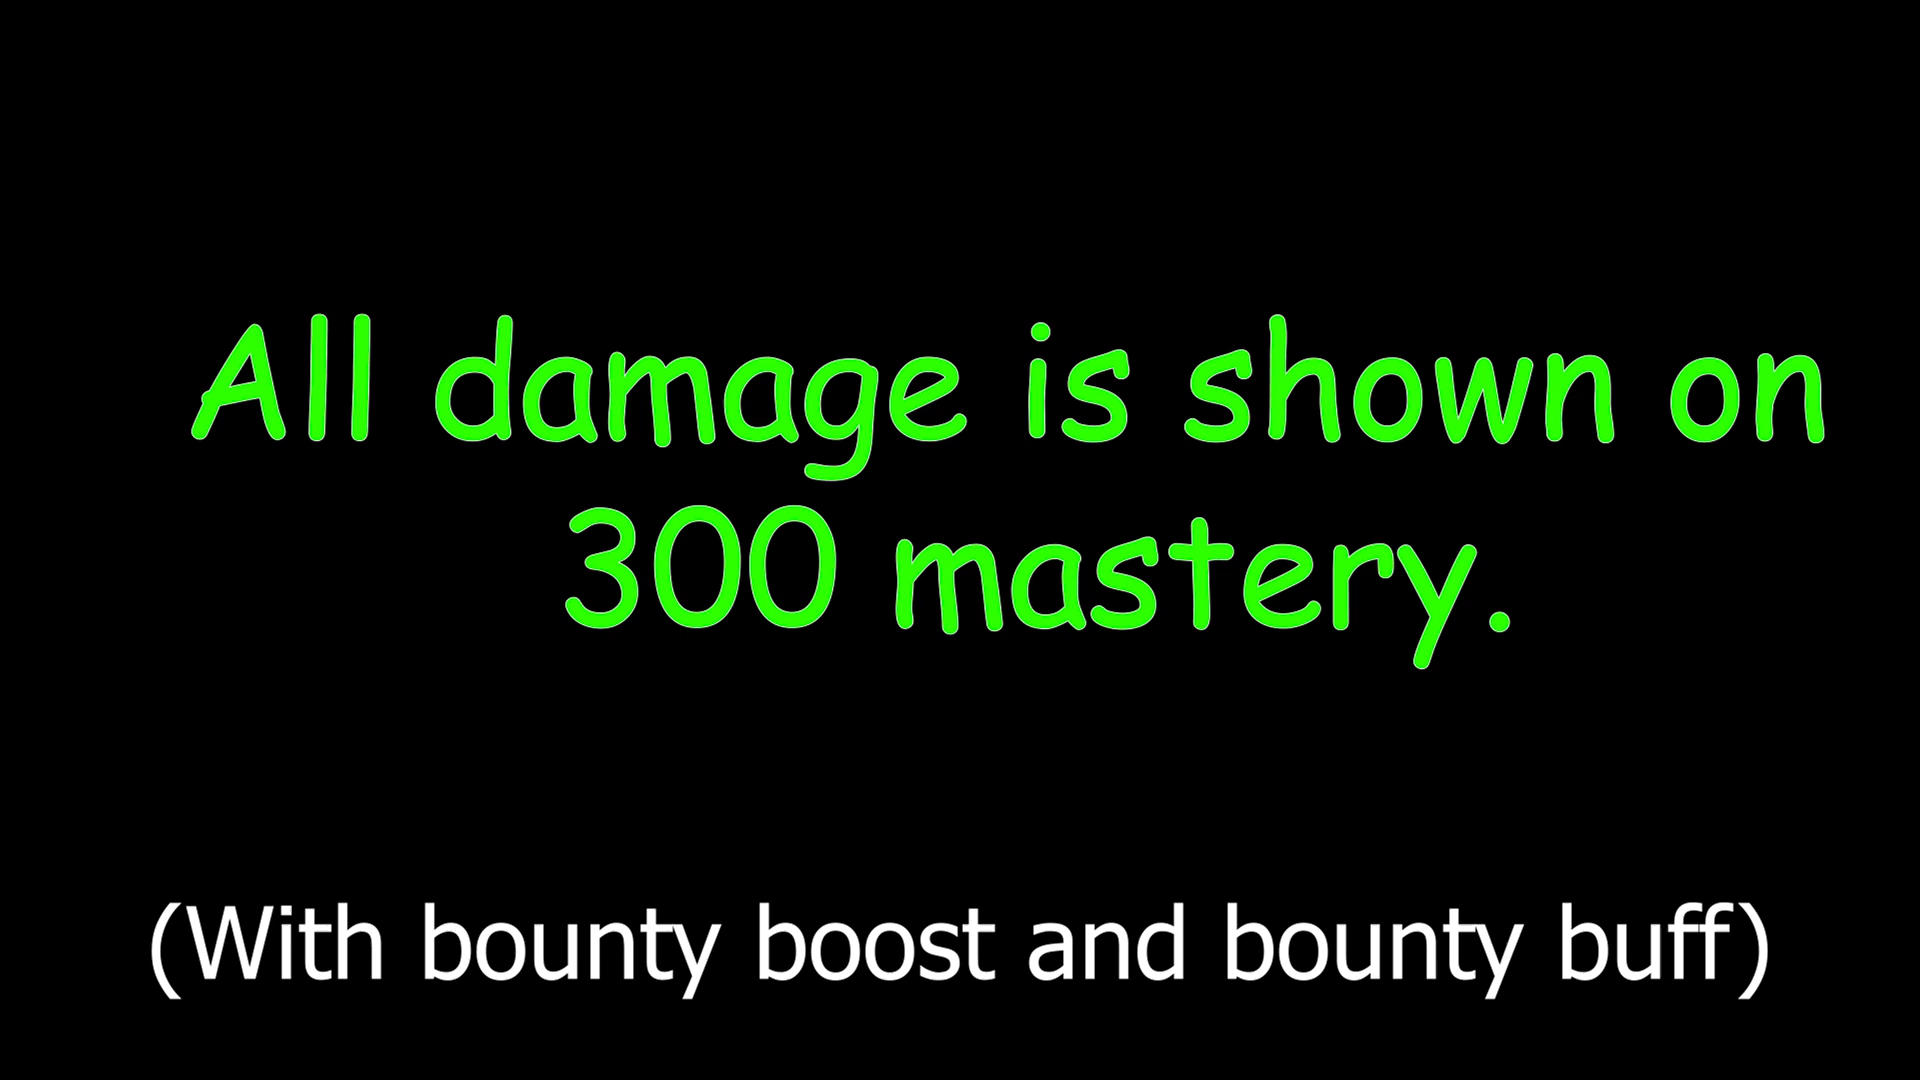 All damage is shown on
300 mastery.
(With bounty boost and bounty buff)